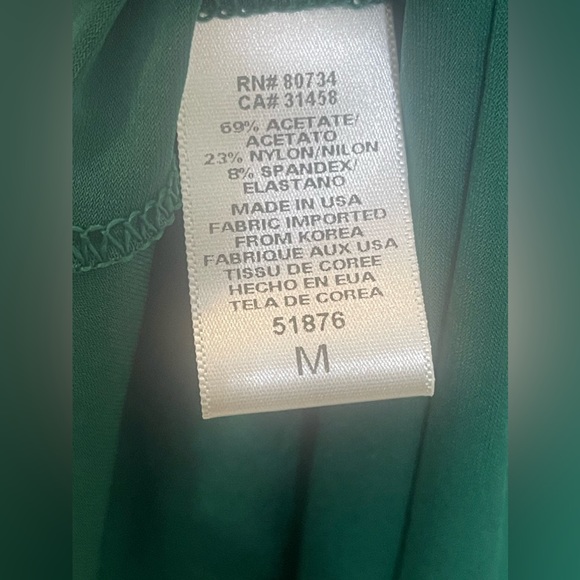 RN# 80734
CA# 31458
69% ACETATE/
ACETATO
23% NYLON/NILON
8% SPANDEX/
ELASTANO
MADE IN USA
FABRIC IMPORTED
FROM KOREA
FABRIQUE AUX USA
TISSU DE COREE
HECHO EN EUA
TELA DE COREA
51876
M